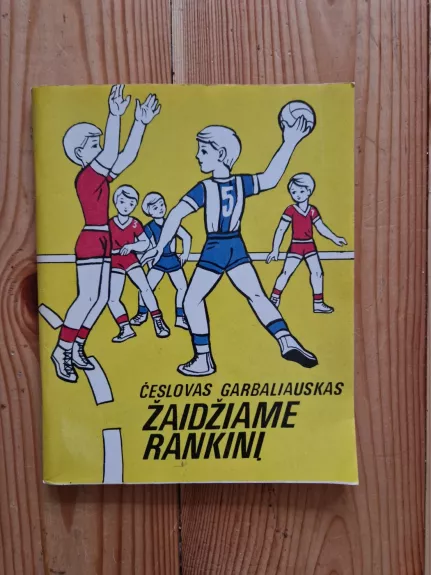 5
ČESLOVAS GARBALIAUSKAS
ŽAIDŽIAME
RANKINĮ